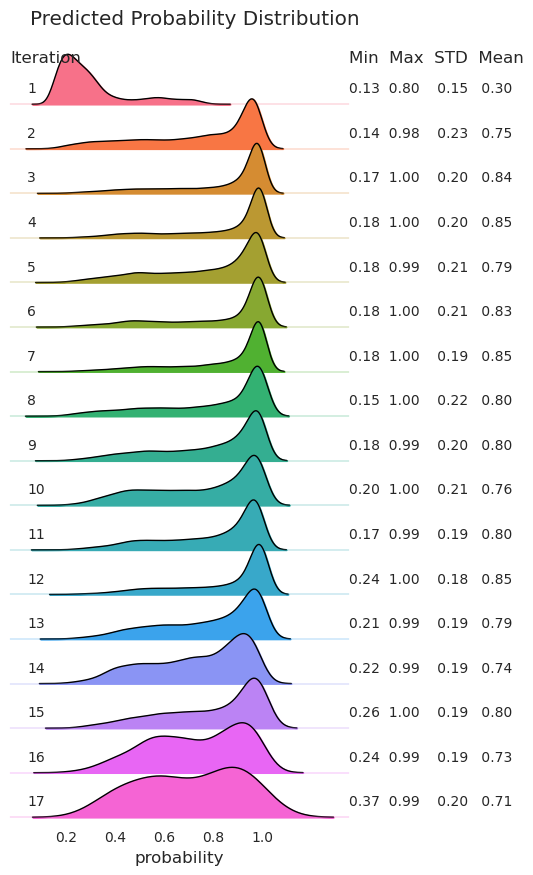 Predicted Probability Distribution
Iteration Min Max STD Mean
1 0.13 0.80 0.15 0.30
2 0.14 0.98 0.23 0.75
3 0.17 1.00 0.20 0.84
4 0.18 1.00 0.20 0.85
5 0.18 0.99 0.21 0.79
6 0.18 1.00 0.21 0.83
7 0.18 1.00 0.19 0.85
8 0.15 1.00 0.22 0.80
9 0.18 0.99 0.20 0.80
10 0.20 1.00 0.21 0.76
11 0.17 0.99 0.19 0.80
12 0.24 1.00 0.18 0.85
13 0.21 0.99 0.19 0.79
14 0.22 0.99 0.19 0.74
15 0.26 1.00 0.19 0.80
16 0.24 0.99 0.19 0.73
17 0.37 0.99 0.20 0.71
0.2 0.4 0.6 0.8 1.0
probability